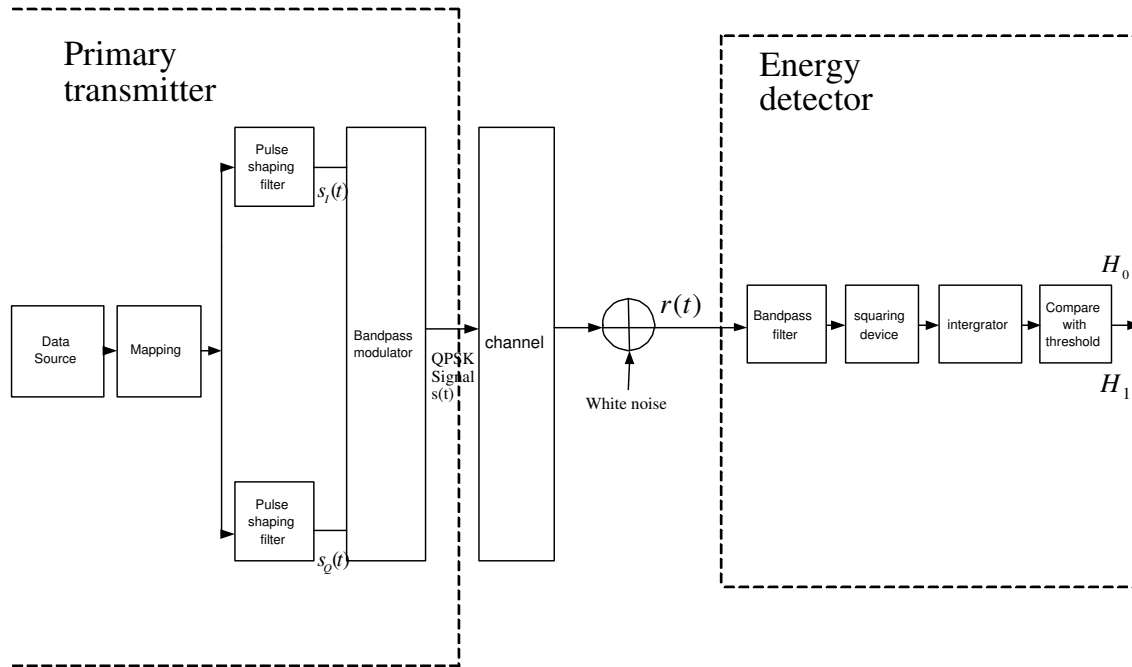 Primary
transmitter
Energy
detector
Pulse
shaping
filter
s_I(t)
Data
Source
Mapping
Bandpass
modulator
QPSK
Signal
s(t)
channel
White noise
r(t)
Bandpass
filter
squaring
device
intergrator
Compare
with
threshold
H_0
H_1
Pulse
shaping
filter
s_Q(t)